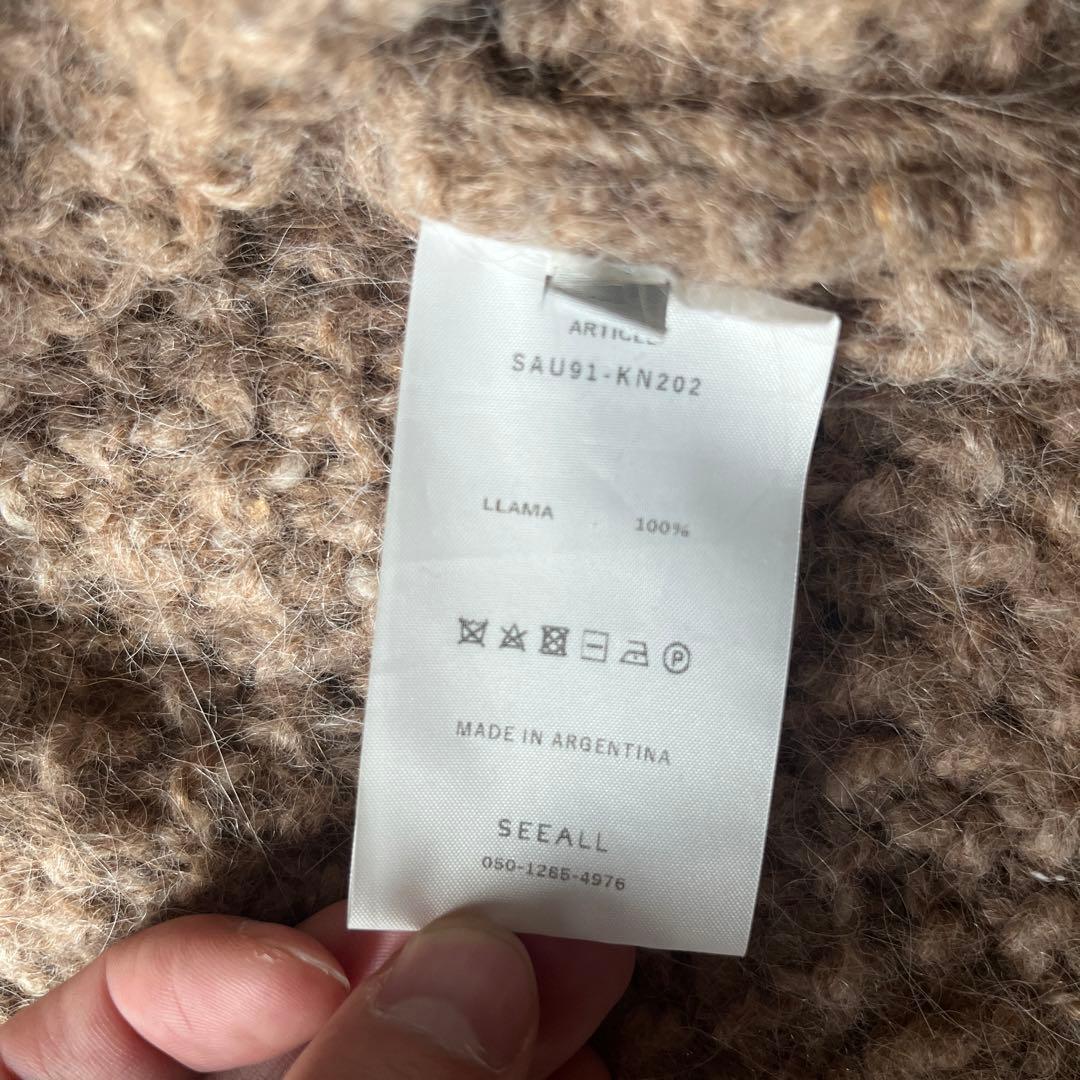 ARTICLE
SAU91-KN202
LLAMA 100%
P
MADE IN ARGENTINA
SEEALL
050-1265-4976